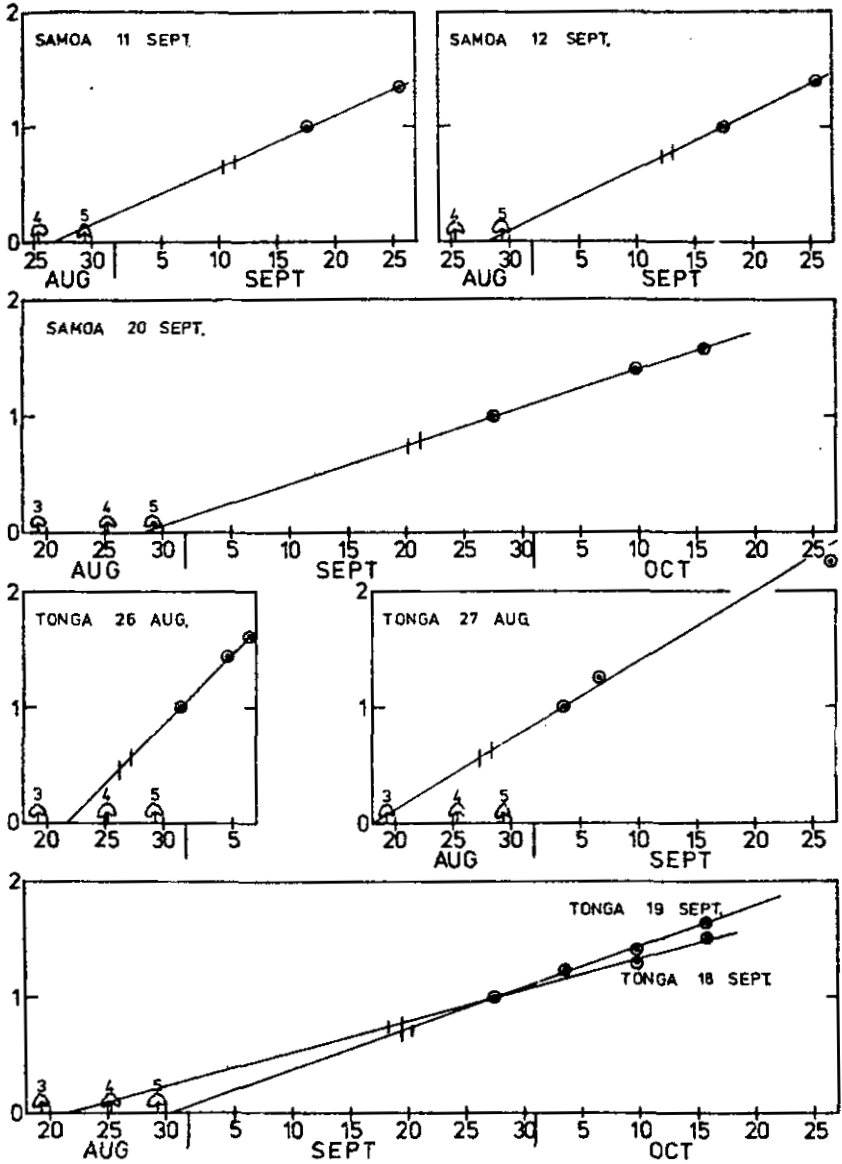 2
SAMOA 11 SEPT.
1
4 5
0
25 30 5 10 15 20 25
AUG SEPT
SAMOA 12 SEPT.
4 5
25 30 5 10 15 20 25
AUG SEPT
2
SAMOA 20 SEPT.
1
3 4 5
0
20 25 30 5 10 15 20 25 30 5 10 15 20 25
AUG SEPT OCT
2
TONGA 26 AUG.
1
3 4 5
0
20 25 30 5
2
TONGA 27 AUG
1
3 4 5
0
20 25 30 5 10 15 20 25
AUG SEPT
2
TONGA 19 SEPT.
TONGA 18 SEPT.
1
3 4 5
0
20 25 30 5 10 15 20 25 30 5 10 15 20 25
AUG SEPT OCT